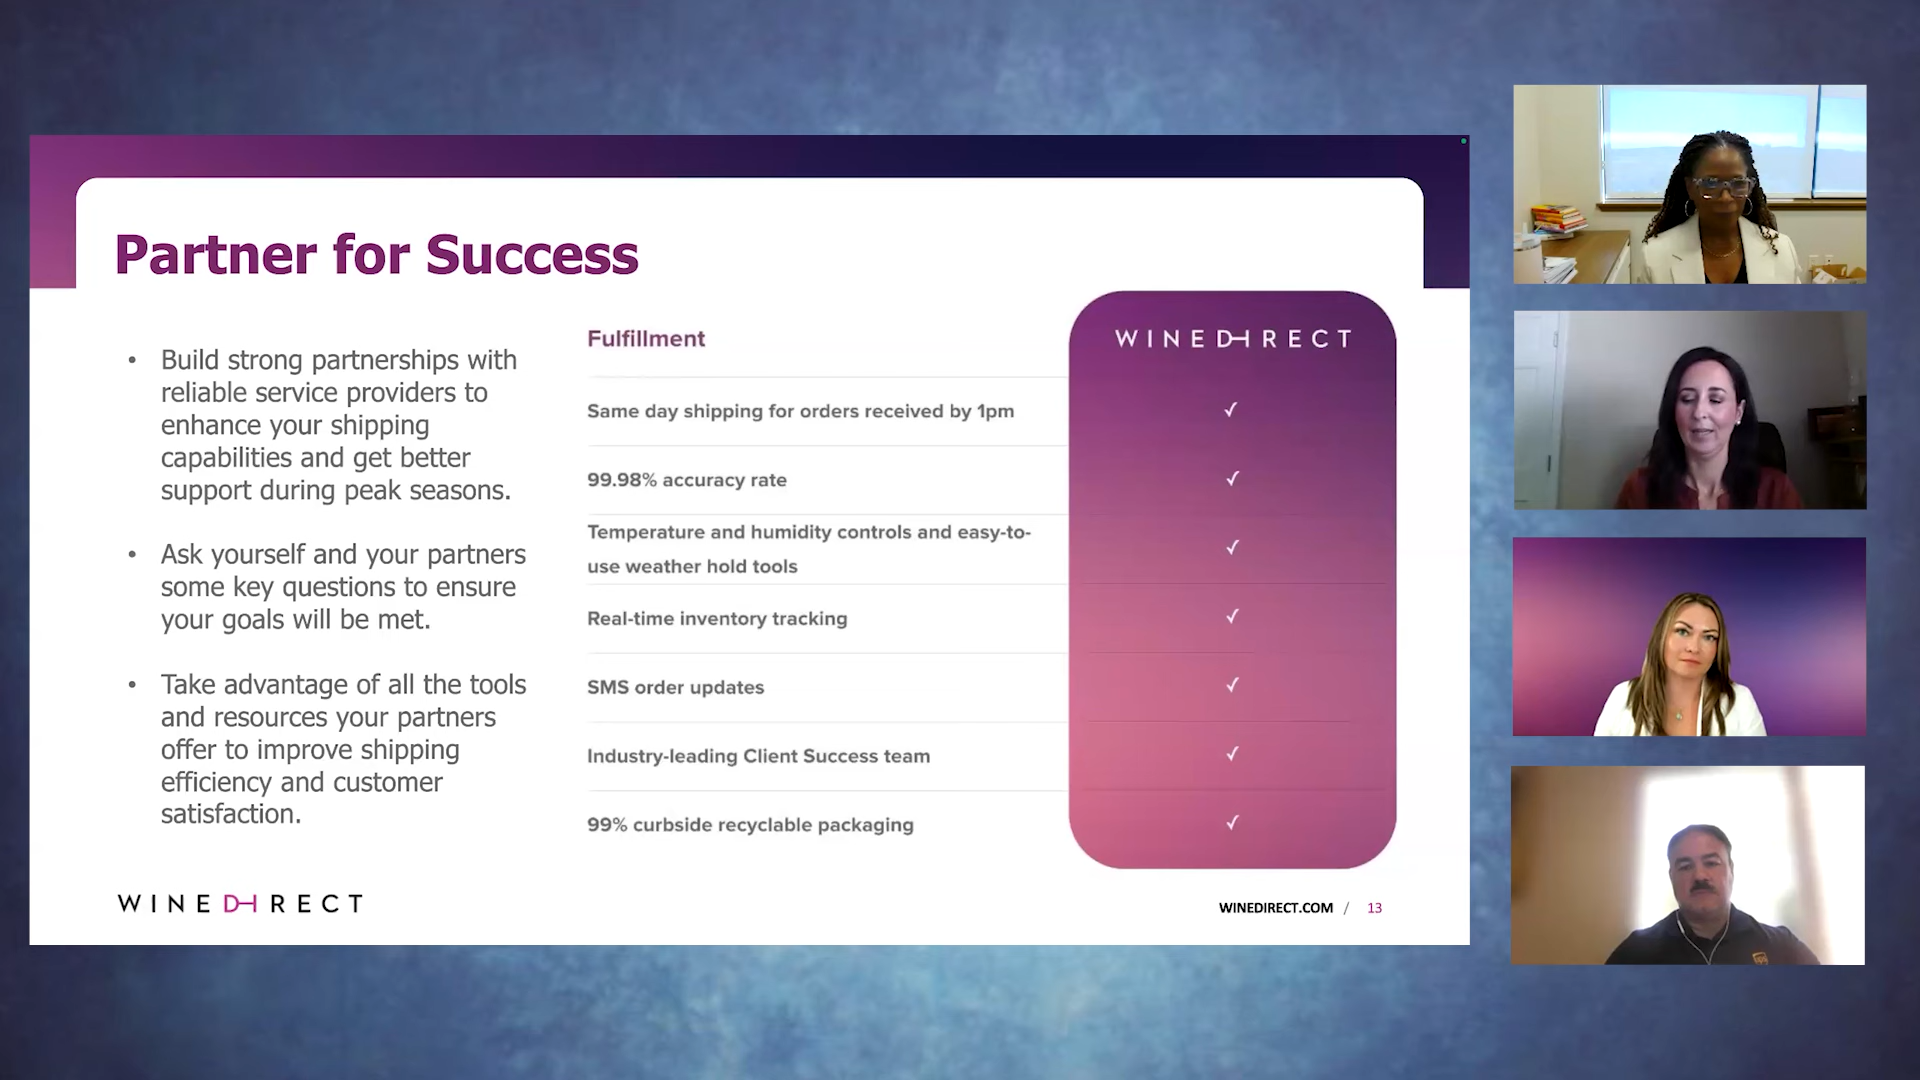 Partner for Success
• Build strong partnerships with
reliable service providers to
enhance your shipping
capabilities and get better
support during peak seasons.
• Ask yourself and your partners
some key questions to ensure
your goals will be met.
• Take advantage of all the tools
and resources your partners
offer to improve shipping
efficiency and customer
satisfaction.
Fulfillment
WINEDIRECT
Same day shipping for orders received by 1pm ✓
99.98% accuracy rate ✓
Temperature and humidity controls and easy-to-
use weather hold tools ✓
Real-time inventory tracking ✓
SMS order updates ✓
Industry-leading Client Success team ✓
99% curbside recyclable packaging ✓
WINEDIRECT
WINEDIRECT.COM / 13
ups